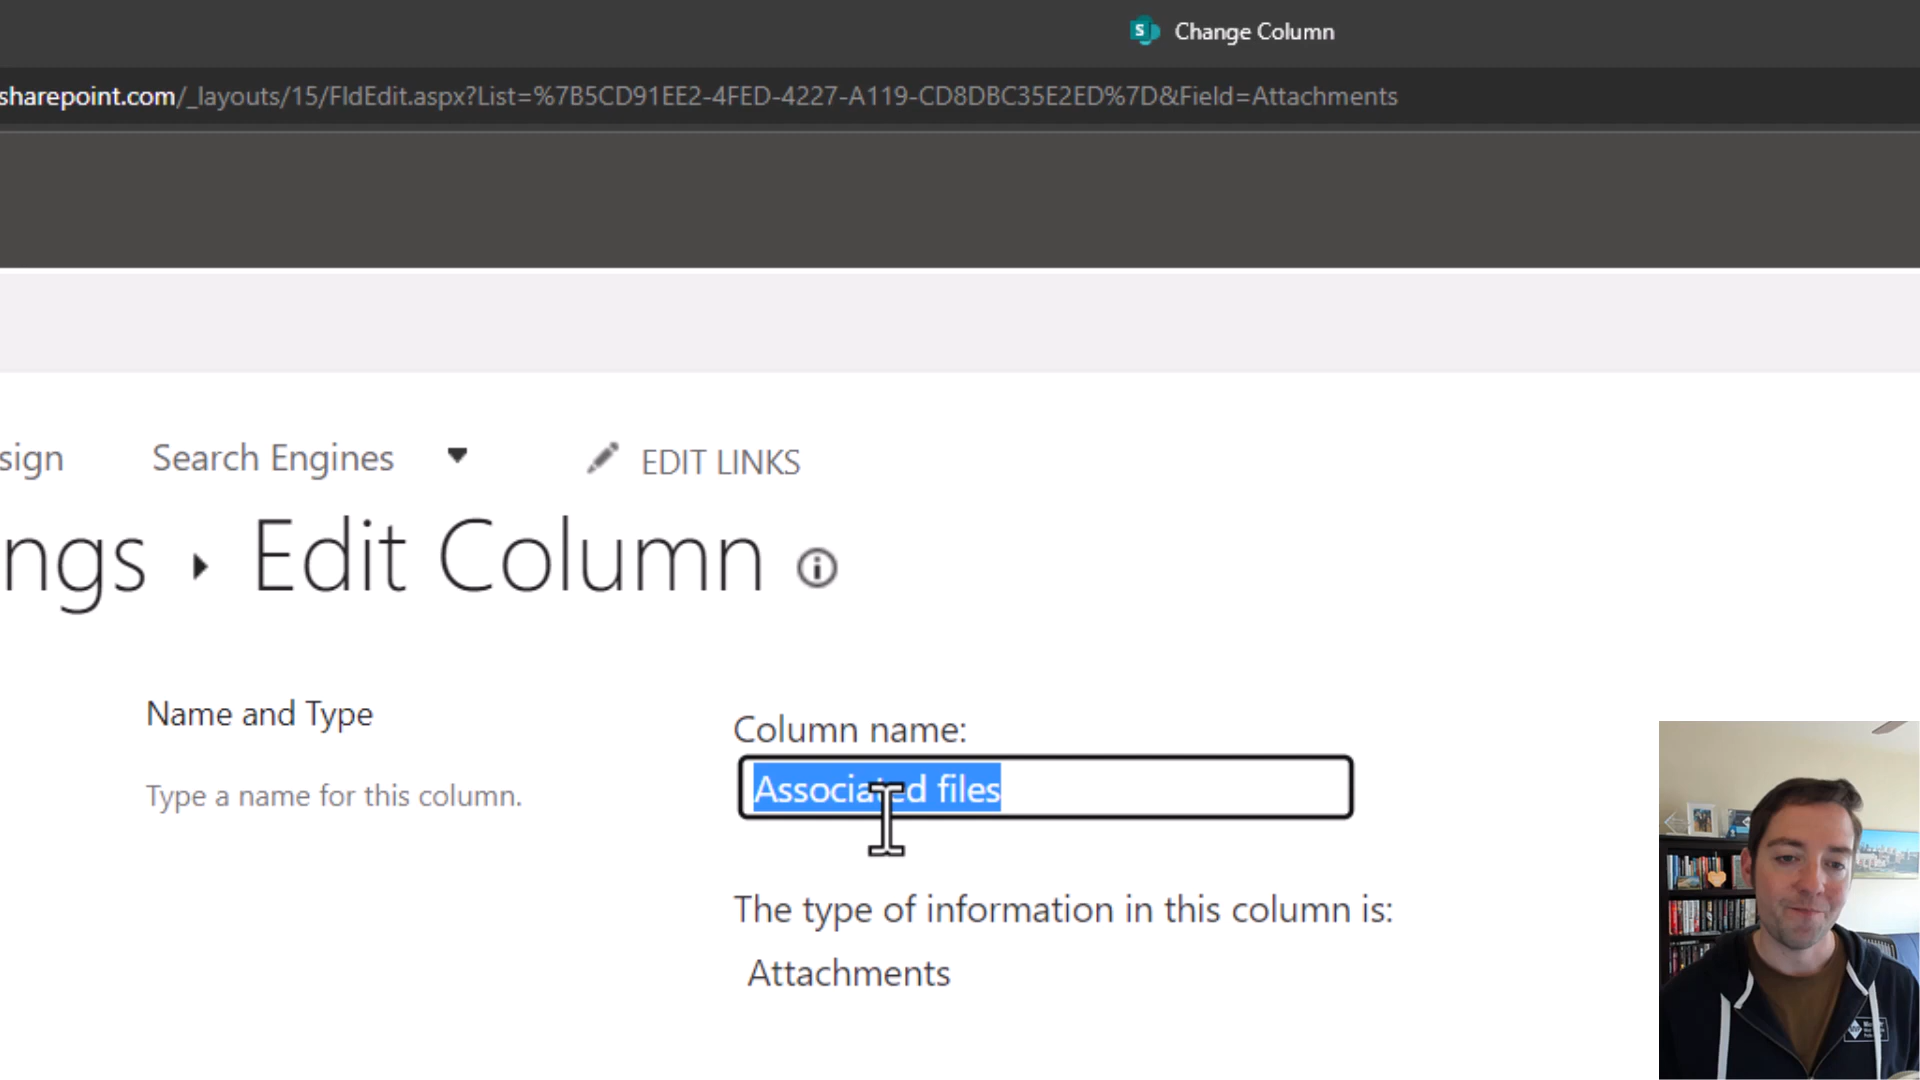 Change Column
sharepoint.com/_layouts/15/FldEdit.aspx?List=%7B5CD91EE2-4FED-4227-A119-CD8DBC35E2ED%7D&Field=Attachments
sign Search Engines EDIT LINKS
ngs Edit Column
Name and Type
Type a name for this column.
Column name:
Associated files
The type of information in this column is:
Attachments